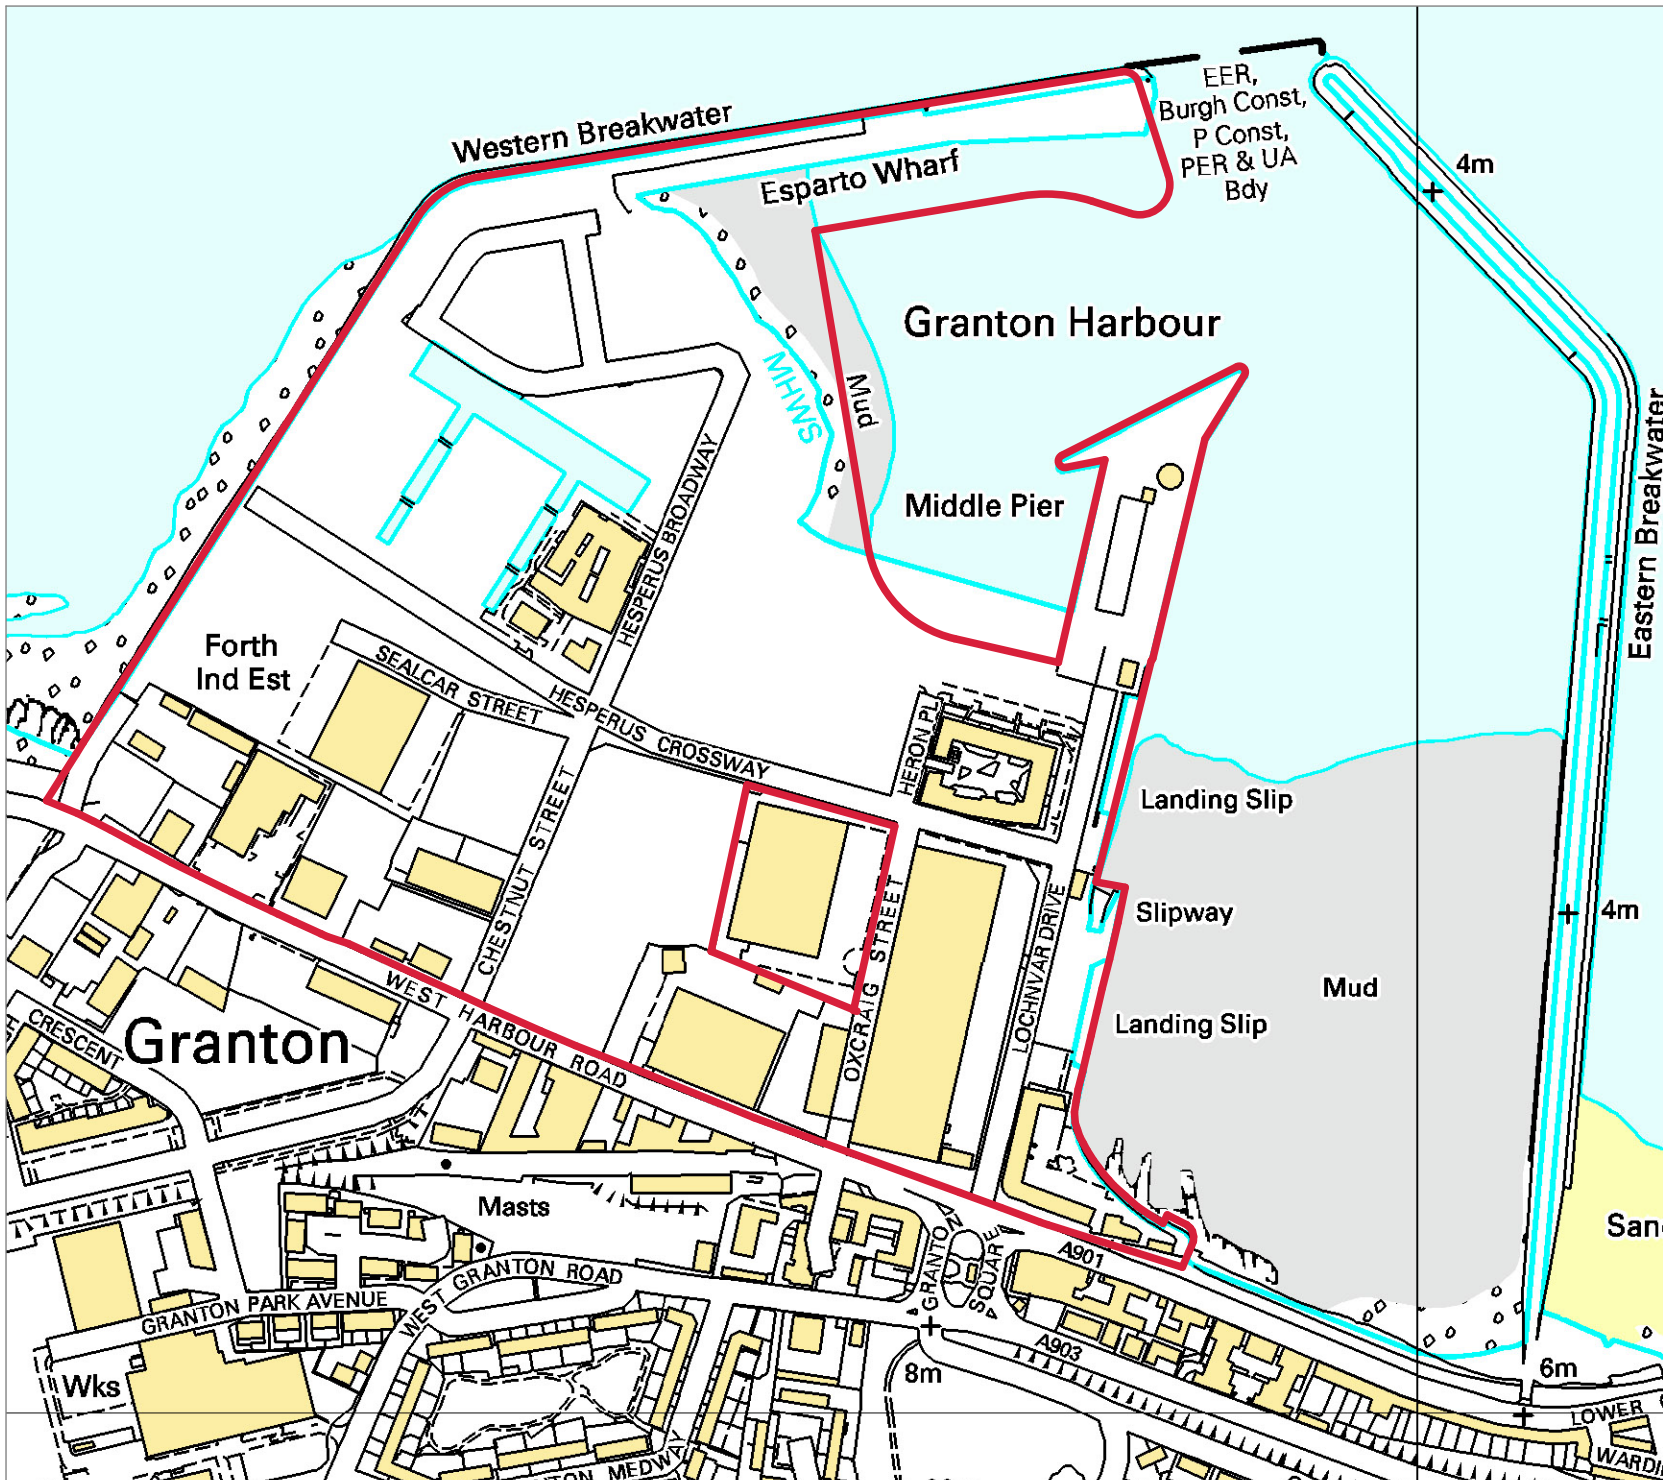 Western Breakwater
EER,
Burgh Const,
P Const,
PER & UA
Bdy
4m
Esparto Wharf
Granton Harbour
MHWS
Mud
Middle Pier
Eastern Breakwater
HESPERUS BROADWAY
Forth
Ind Est
SEALCAR STREET
HESPERUS CROSSWAY
HERON PL
Landing Slip
CHESTNUT STREET
Slipway
4m
OXCRAIG STREET
LOCHNVAR DRIVE
Mud
Landing Slip
WEST HARBOUR ROAD
Granton
CRESCENT
Masts
GRANTON
SQUARE
A901
San
WEST GRANTON ROAD
GRANTON PARK AVENUE
A903
8m
6m
Wks
LOWER
WARDI
NTON MEDWAY